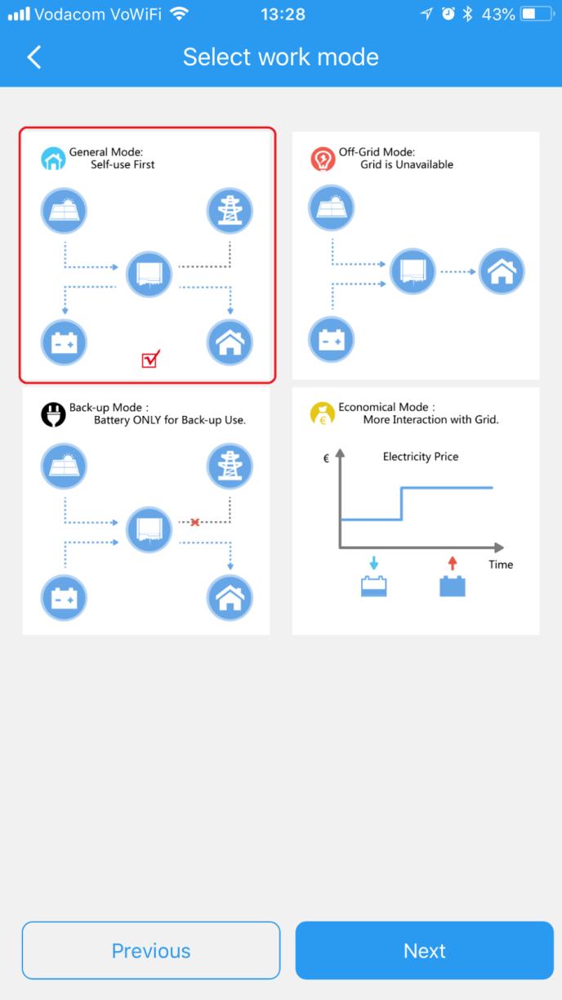 Vodacom VoWiFi 13:28 43%
Select work mode
General Mode:
Self-use First
Off-Grid Mode:
Grid is Unavailable
Back-up Mode :
Battery ONLY for Back-up Use.
Economical Mode :
More Interaction with Grid.
€
Electricity Price
Time
Previous
Next